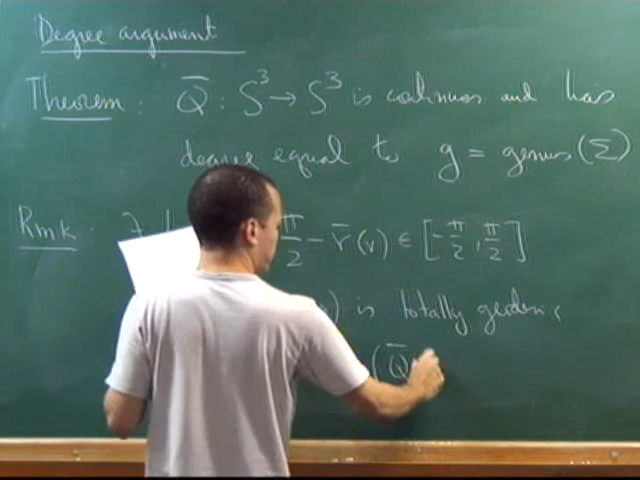 Degree argument
Theorem : Q̅ : S³ → S³ is continuous and has
degree equal to g = genus (Σ)
Rmk : π/2 - r̅ (v) ∈ [-π/2, π/2]
) is totally geodesic
(Q̅